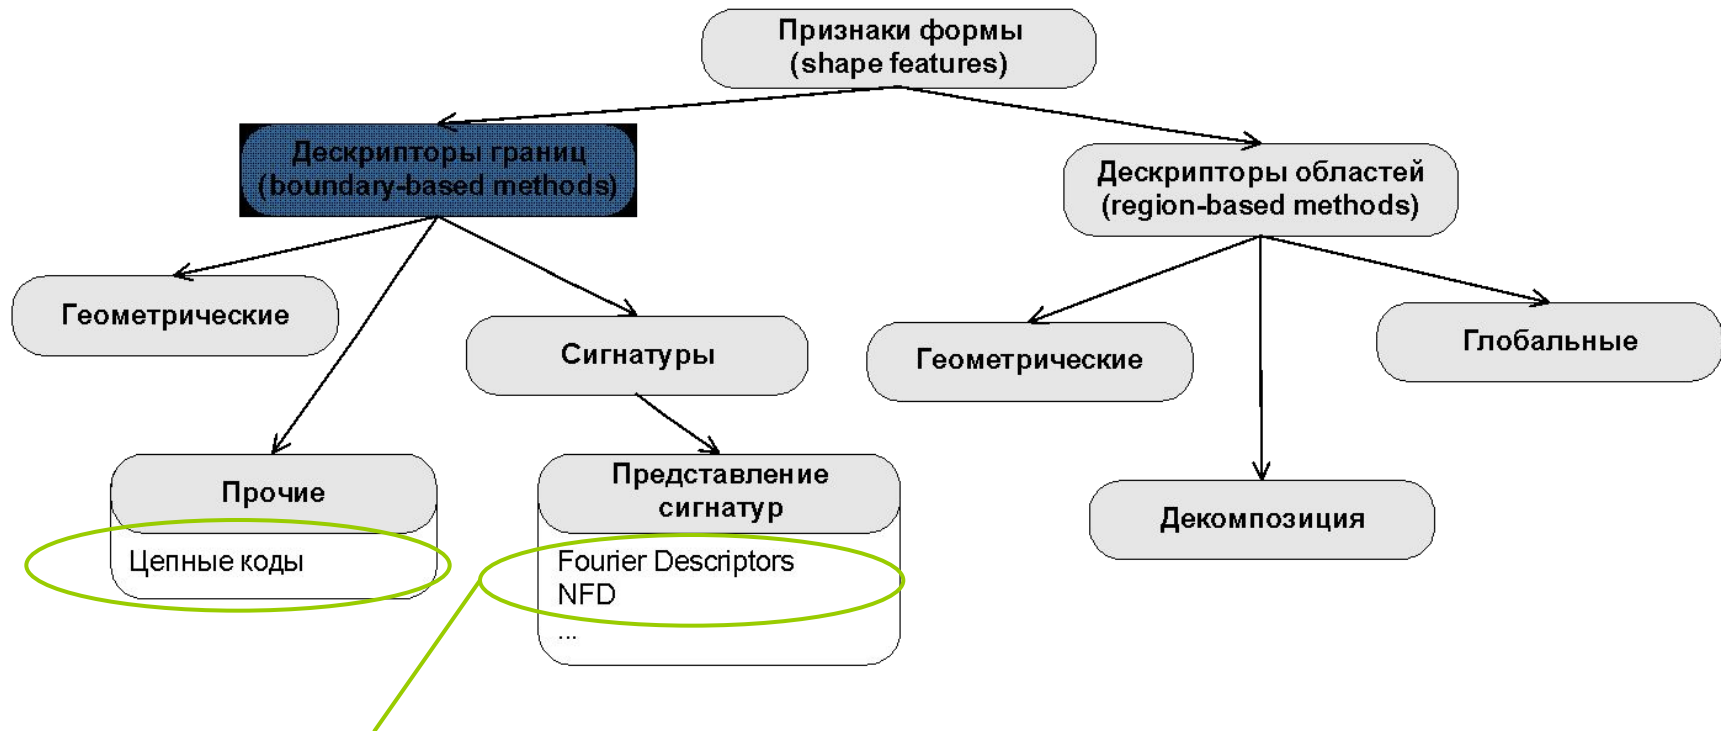 Признаки формы
(shape features)
Дескрипторы границ
(boundary-based methods)
Дескрипторы областей
(region-based methods)
Геометрические
Сигнатуры
Геометрические
Глобальные
Прочие
Цепные коды
Представление
сигнатур
Fourier Descriptors
NFD
...
Декомпозиция